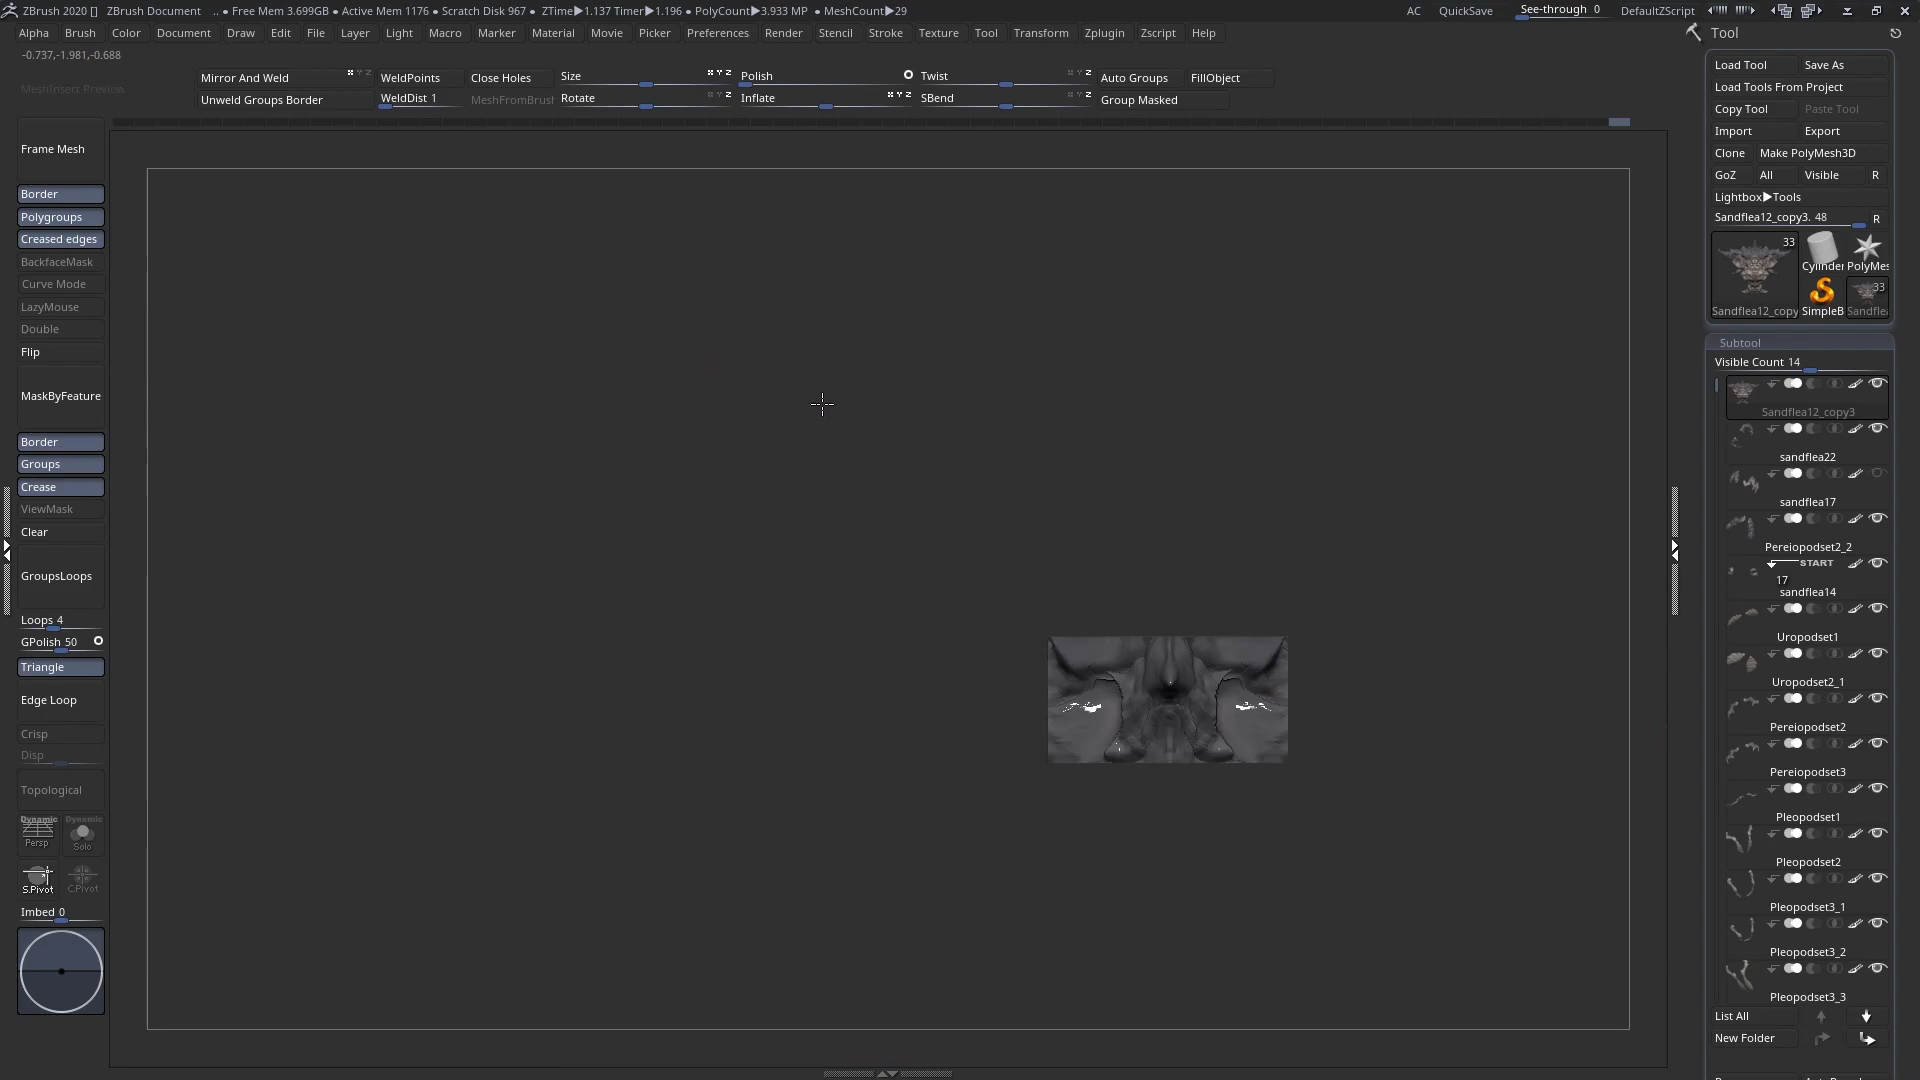 ZBrush 2020 [] ZBrush Document .. ● Free Mem 3.699GB ● Active Mem 1176 ● Scratch Disk 967 ● ZTime▶1.137 Timer▶1.196 ● PolyCount▶3.933 MP ● MeshCount▶29 AC QuickSave See-through 0 DefaultZScript
Alpha Brush Color Document Draw Edit File Layer Light Macro Marker Material Movie Picker Preferences Render Stencil Stroke Texture Tool Transform Zplugin Zscript Help
-0.737,-1.981,-0.688
MeshInsert Preview
Mirror And Weld WeldPoints Close Holes Size Polish Twist Auto Groups FillObject
Unweld Groups Border WeldDist 1 MeshFromBrush Rotate Inflate SBend Group Masked
Frame Mesh
Border
Polygroups
Creased edges
BackfaceMask
Curve Mode
LazyMouse
Double
Flip
MaskByFeature
Border
Groups
Crease
ViewMask
Clear
GroupsLoops
Loops 4
GPolish 50
Triangle
Edge Loop
Crisp
Disp
Topological
Dynamic Dynamic
Persp Solo
S.Pivot C.Pivot
Imbed 0
Tool
Load Tool Save As
Load Tools From Project
Copy Tool Paste Tool
Import Export
Clone Make PolyMesh3D
GoZ All Visible R
Lightbox▶Tools
Sandflea12_copy3. 48 R
33
Cylinder PolyMes
33
Sandflea12_copy SimpleB Sandflea
Subtool
Visible Count 14
Sandflea12_copy3
sandflea22
sandflea17
Pereiopodset2_2
START
17
sandflea14
Uropodset1
Uropodset2_1
Pereiopodset2
Pereiopodset3
Pleopodset1
Pleopodset2
Pleopodset3_1
Pleopodset3_2
Pleopodset3_3
List All
New Folder